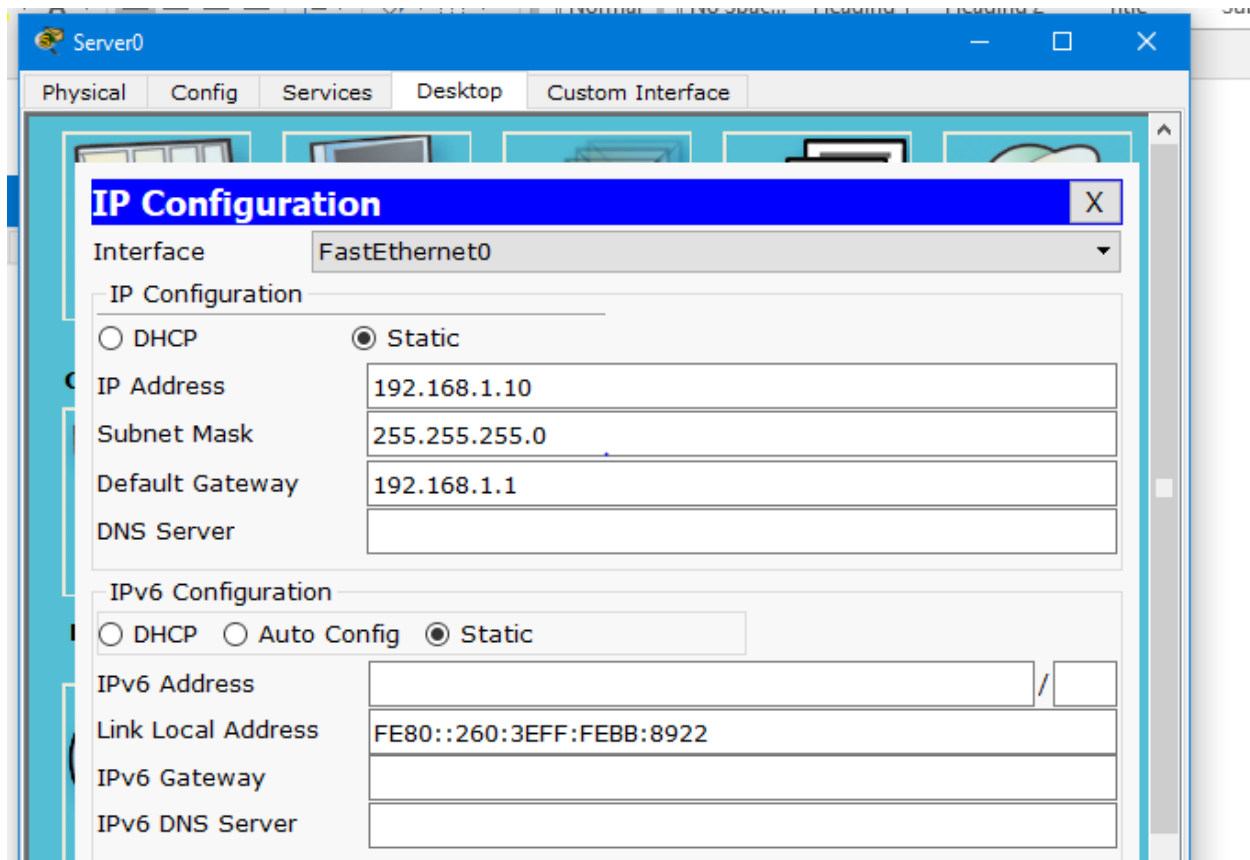 Server0
Physical Config Services Desktop Custom Interface
IP Configuration X
Interface FastEthernet0
IP Configuration
DHCP Static
IP Address 192.168.1.10
Subnet Mask 255.255.255.0
Default Gateway 192.168.1.1
DNS Server
IPv6 Configuration
DHCP Auto Config Static
IPv6 Address /
Link Local Address FE80::260:3EFF:FEBB:8922
IPv6 Gateway
IPv6 DNS Server